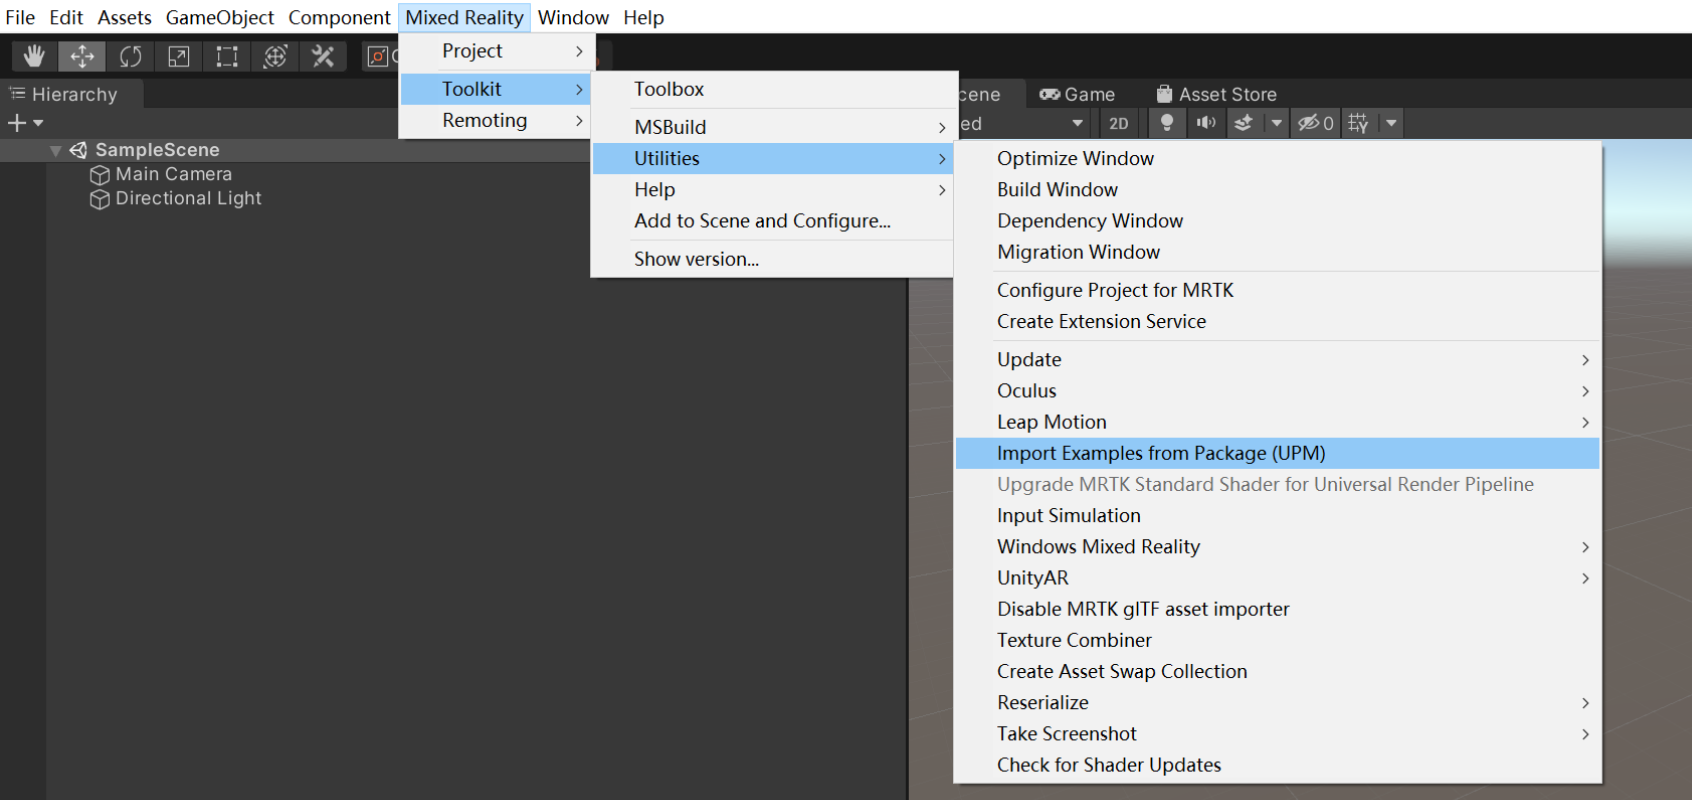 File Edit Assets GameObject Component Mixed Reality Window Help
Project
Toolkit
Remoting
Toolbox
MSBuild
Utilities
Help
Add to Scene and Configure...
Show version...
Hierarchy
SampleScene
Main Camera
Directional Light
cene
Game
Asset Store
ed
2D
0
Optimize Window
Build Window
Dependency Window
Migration Window
Configure Project for MRTK
Create Extension Service
Update
Oculus
Leap Motion
Import Examples from Package (UPM)
Upgrade MRTK Standard Shader for Universal Render Pipeline
Input Simulation
Windows Mixed Reality
UnityAR
Disable MRTK glTF asset importer
Texture Combiner
Create Asset Swap Collection
Reserialize
Take Screenshot
Check for Shader Updates